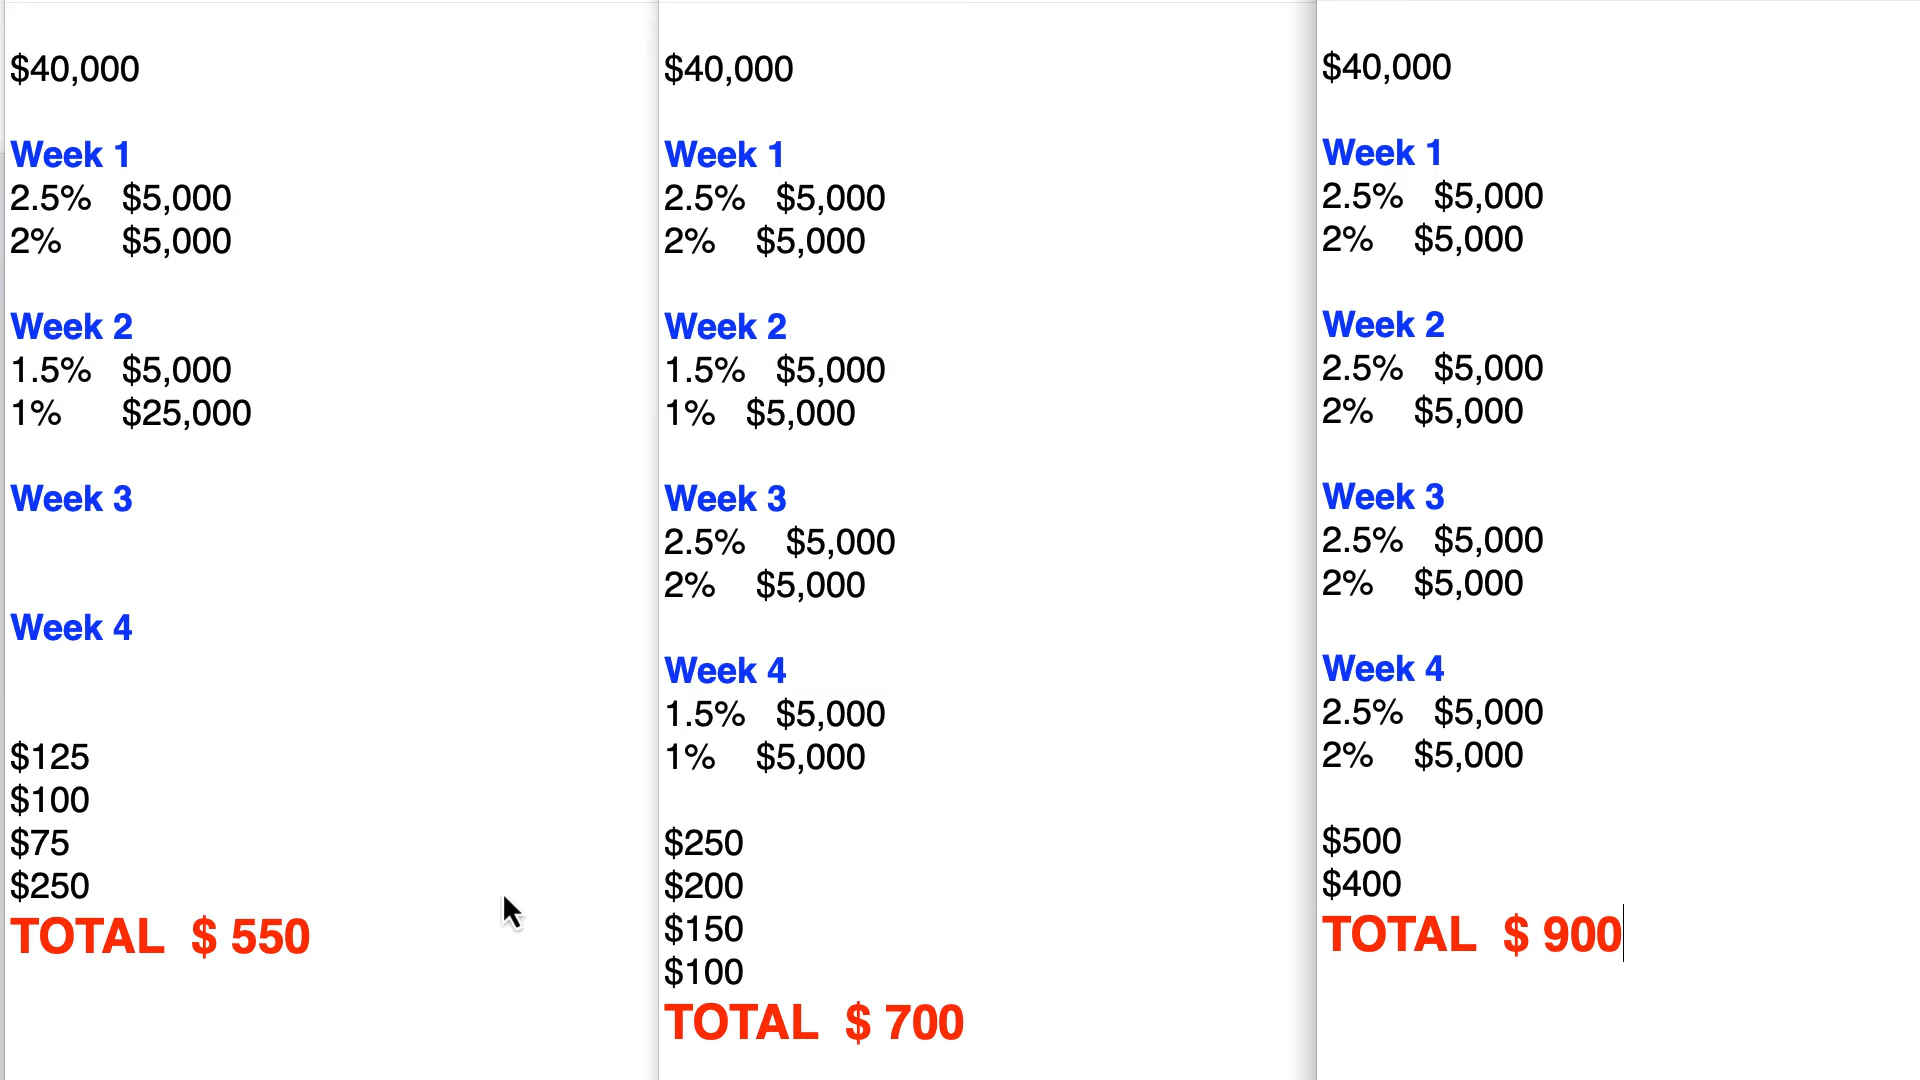 $40,000
Week 1
2.5% $5,000
2% $5,000
Week 2
1.5% $5,000
1% $25,000
Week 3
Week 4
$125
$100
$75
$250
TOTAL $ 550
$40,000
Week 1
2.5% $5,000
2% $5,000
Week 2
1.5% $5,000
1% $5,000
Week 3
2.5% $5,000
2% $5,000
Week 4
1.5% $5,000
1% $5,000
$250
$200
$150
$100
TOTAL $ 700
$40,000
Week 1
2.5% $5,000
2% $5,000
Week 2
2.5% $5,000
2% $5,000
Week 3
2.5% $5,000
2% $5,000
Week 4
2.5% $5,000
2% $5,000
$500
$400
TOTAL $ 900